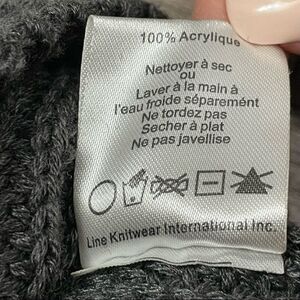 100% Acrylique
Nettoyer à sec
ou
Laver à la main à
l'eau froide séparément
Ne tordez pas
Secher à plat
Ne pas javellise
Line Knitwear International Inc.